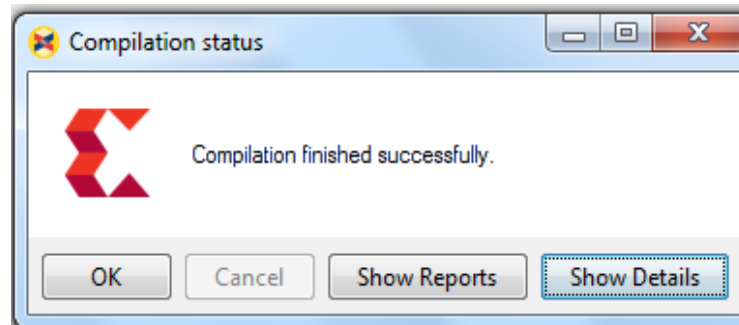 Compilation status
Compilation finished successfully.
OK
Cancel
Show Reports
Show Details